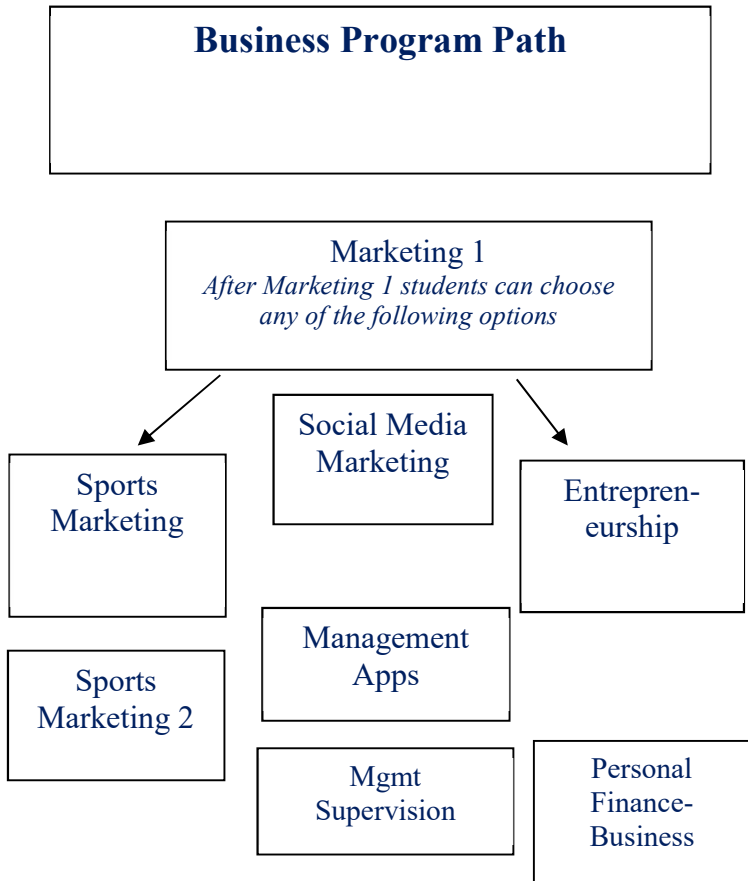 Business Program Path
Marketing 1
After Marketing 1 students can choose
any of the following options
Social Media
Marketing
Sports
Marketing
Entrepren-
eurship
Management
Apps
Sports
Marketing 2
Mgmt
Supervision
Personal
Finance-
Business